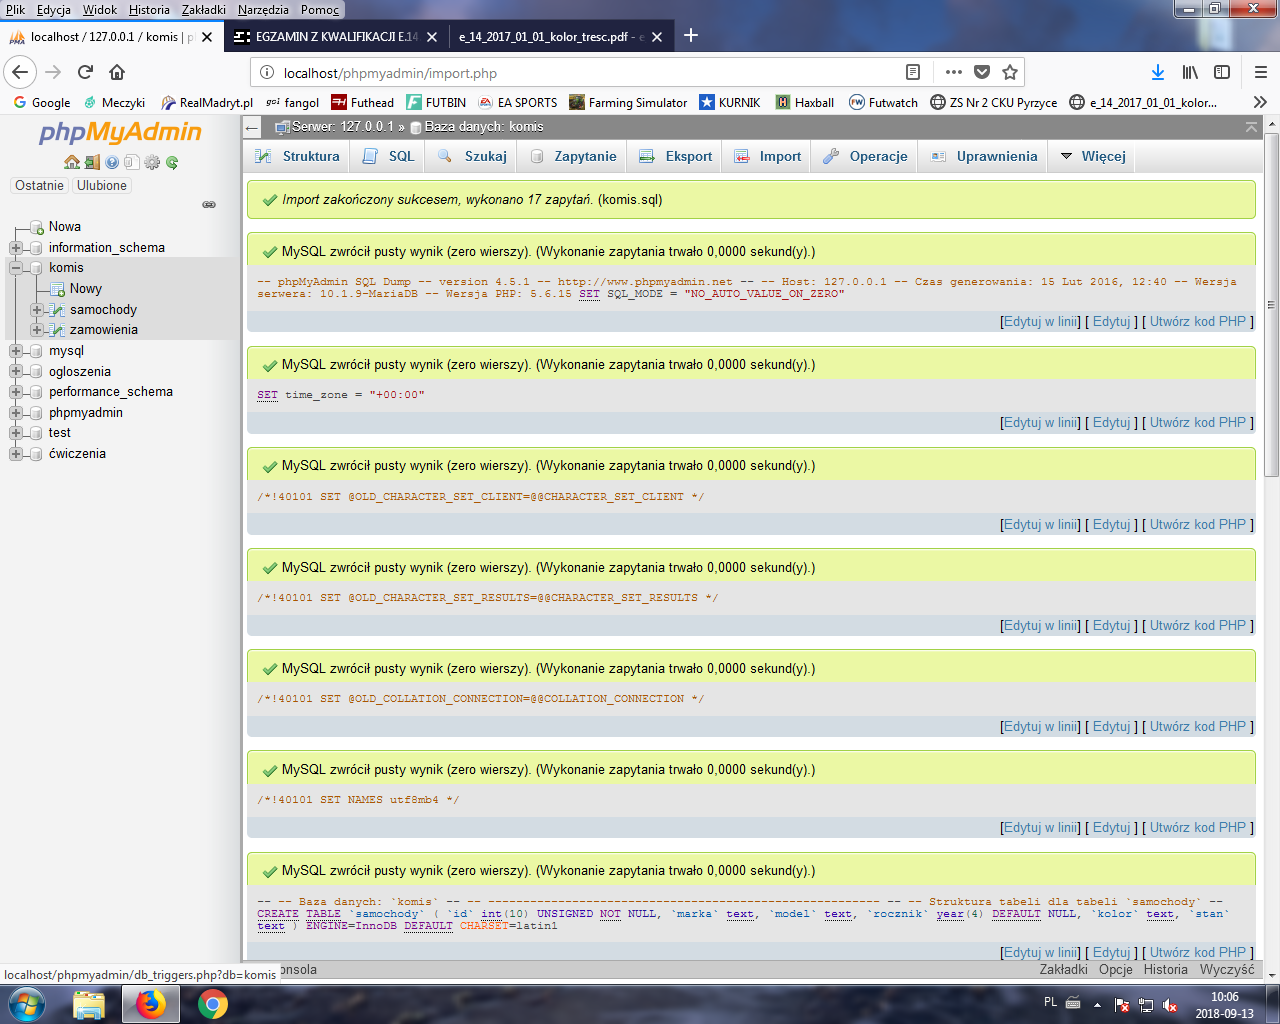 Plik Edycja Widok Historia Zakładki Narzędzia Pomoc
localhost / 127.0.0.1 / komis | pl
EGZAMIN Z KWALIFIKACJI E.14
e_14_2017_01_01_kolor_tresc.pdf - e
localhost/phpmyadmin/import.php
Google Meczyki RealMadryt.pl goi fangol Futhead FUTBIN EA SPORTS Farming Simulator KURNIK Haxball FW Futwatch ZS Nr 2 CKU Pyrzyce e_14_2017_01_01_kolor...
phpMyAdmin
Ostatnie Ulubione
Nowa
information_schema
komis
Nowy
samochody
zamowienia
mysql
ogloszenia
performance_schema
phpmyadmin
test
ćwiczenia
Serwer: 127.0.0.1 » Baza danych: komis
Struktura SQL Szukaj Zapytanie Eksport Import Operacje Uprawnienia Więcej
Import zakończony sukcesem, wykonano 17 zapytań. (komis.sql)
MySQL zwrócił pusty wynik (zero wierszy). (Wykonanie zapytania trwało 0,0000 sekund(y).)
-- phpMyAdmin SQL Dump -- version 4.5.1 -- http://www.phpmyadmin.net -- -- Host: 127.0.0.1 -- Czas generowania: 15 Lut 2016, 12:40 -- Wersja
serwera: 10.1.9-MariaDB -- Wersja PHP: 5.6.15 SET SQL_MODE = "NO_AUTO_VALUE_ON_ZERO"
[Edytuj w linii] [ Edytuj ] [ Utwórz kod PHP ]
MySQL zwrócił pusty wynik (zero wierszy). (Wykonanie zapytania trwało 0,0000 sekund(y).)
SET time_zone = "+00:00"
[Edytuj w linii] [ Edytuj ] [ Utwórz kod PHP ]
MySQL zwrócił pusty wynik (zero wierszy). (Wykonanie zapytania trwało 0,0000 sekund(y).)
/*!40101 SET @OLD_CHARACTER_SET_CLIENT=@@CHARACTER_SET_CLIENT */
[Edytuj w linii] [ Edytuj ] [ Utwórz kod PHP ]
MySQL zwrócił pusty wynik (zero wierszy). (Wykonanie zapytania trwało 0,0000 sekund(y).)
/*!40101 SET @OLD_CHARACTER_SET_RESULTS=@@CHARACTER_SET_RESULTS */
[Edytuj w linii] [ Edytuj ] [ Utwórz kod PHP ]
MySQL zwrócił pusty wynik (zero wierszy). (Wykonanie zapytania trwało 0,0000 sekund(y).)
/*!40101 SET @OLD_COLLATION_CONNECTION=@@COLLATION_CONNECTION */
[Edytuj w linii] [ Edytuj ] [ Utwórz kod PHP ]
MySQL zwrócił pusty wynik (zero wierszy). (Wykonanie zapytania trwało 0,0000 sekund(y).)
/*!40101 SET NAMES utf8mb4 */
[Edytuj w linii] [ Edytuj ] [ Utwórz kod PHP ]
MySQL zwrócił pusty wynik (zero wierszy). (Wykonanie zapytania trwało 0,0000 sekund(y).)
-- -- Baza danych: `komis` -- -- -------------------------------------------------------- -- -- Struktura tabeli dla tabeli `samochody` --
CREATE TABLE `samochody` ( `id` int(10) UNSIGNED NOT NULL, `marka` text, `model` text, `rocznik` year(4) DEFAULT NULL, `kolor` text, `stan`
text ) ENGINE=InnoDB DEFAULT CHARSET=latin1
[Edytuj w linii] [ Edytuj ] [ Utwórz kod PHP ]
onsola Zakładki Opcje Historia Wyczyść
localhost/phpmyadmin/db_triggers.php?db=komis
PL
10:06
2018-09-13